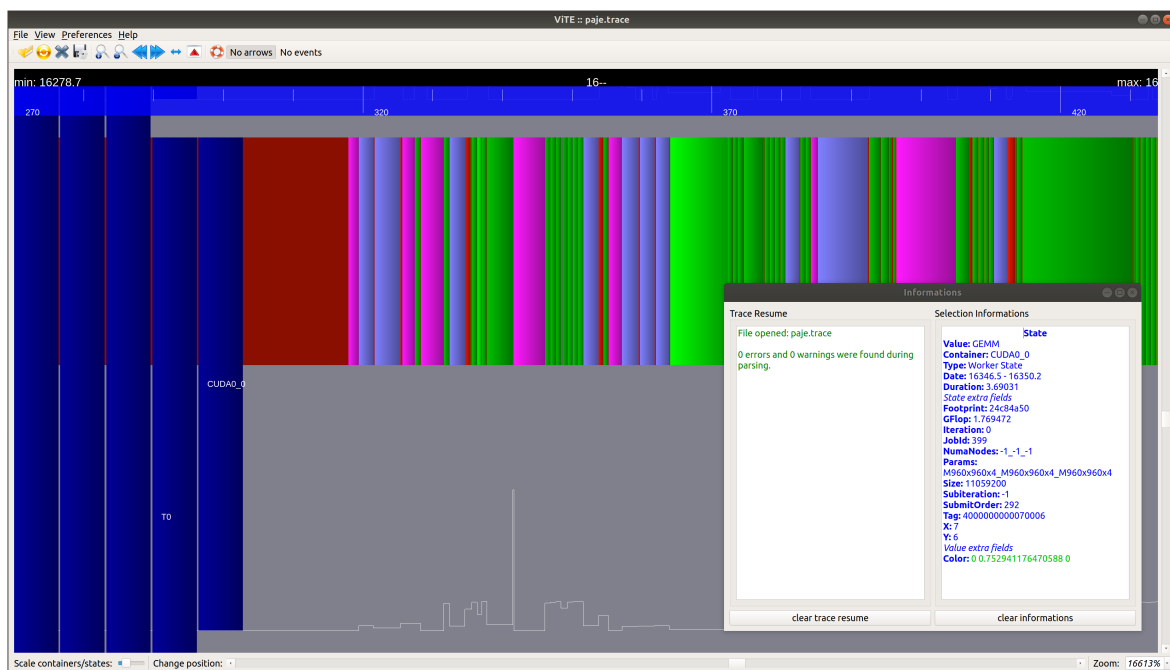 ViTE :: paje.trace
File View Preferences Help
No arrows No events
min: 16278.7 16-- max: 16
270 320 370 420
CUDA0_0
T0
Informations
Trace Resume
File opened: paje.trace
0 errors and 0 warnings were found during
parsing.
clear trace resume
Selection Informations
State
Value: GEMM
Container: CUDA0_0
Type: Worker State
Date: 16346.5 - 16350.2
Duration: 3.69031
State extra fields
Footprint: 24c84a50
GFlop: 1.769472
Iteration: 0
JobId: 399
NumaNodes: -1_-1_-1
Params:
M960x960x4_M960x960x4_M960x960x4
Size: 11059200
Subiteration: -1
SubmitOrder: 292
Tag: 4000000000070006
X: 7
Y: 6
Value extra fields
Color: 0 0.752941176470588 0
clear informations
Scale containers/states: Change position: Zoom: 16613%